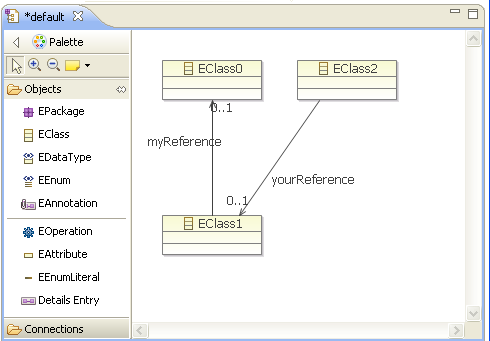 *default
Palette
Objects
EPackage
EClass
EDataType
EEnum
EAnnotation
EOperation
EAttribute
EEnumLiteral
Details Entry
Connections
EClass0
EClass2
0..1
myReference
yourReference
0..1
EClass1